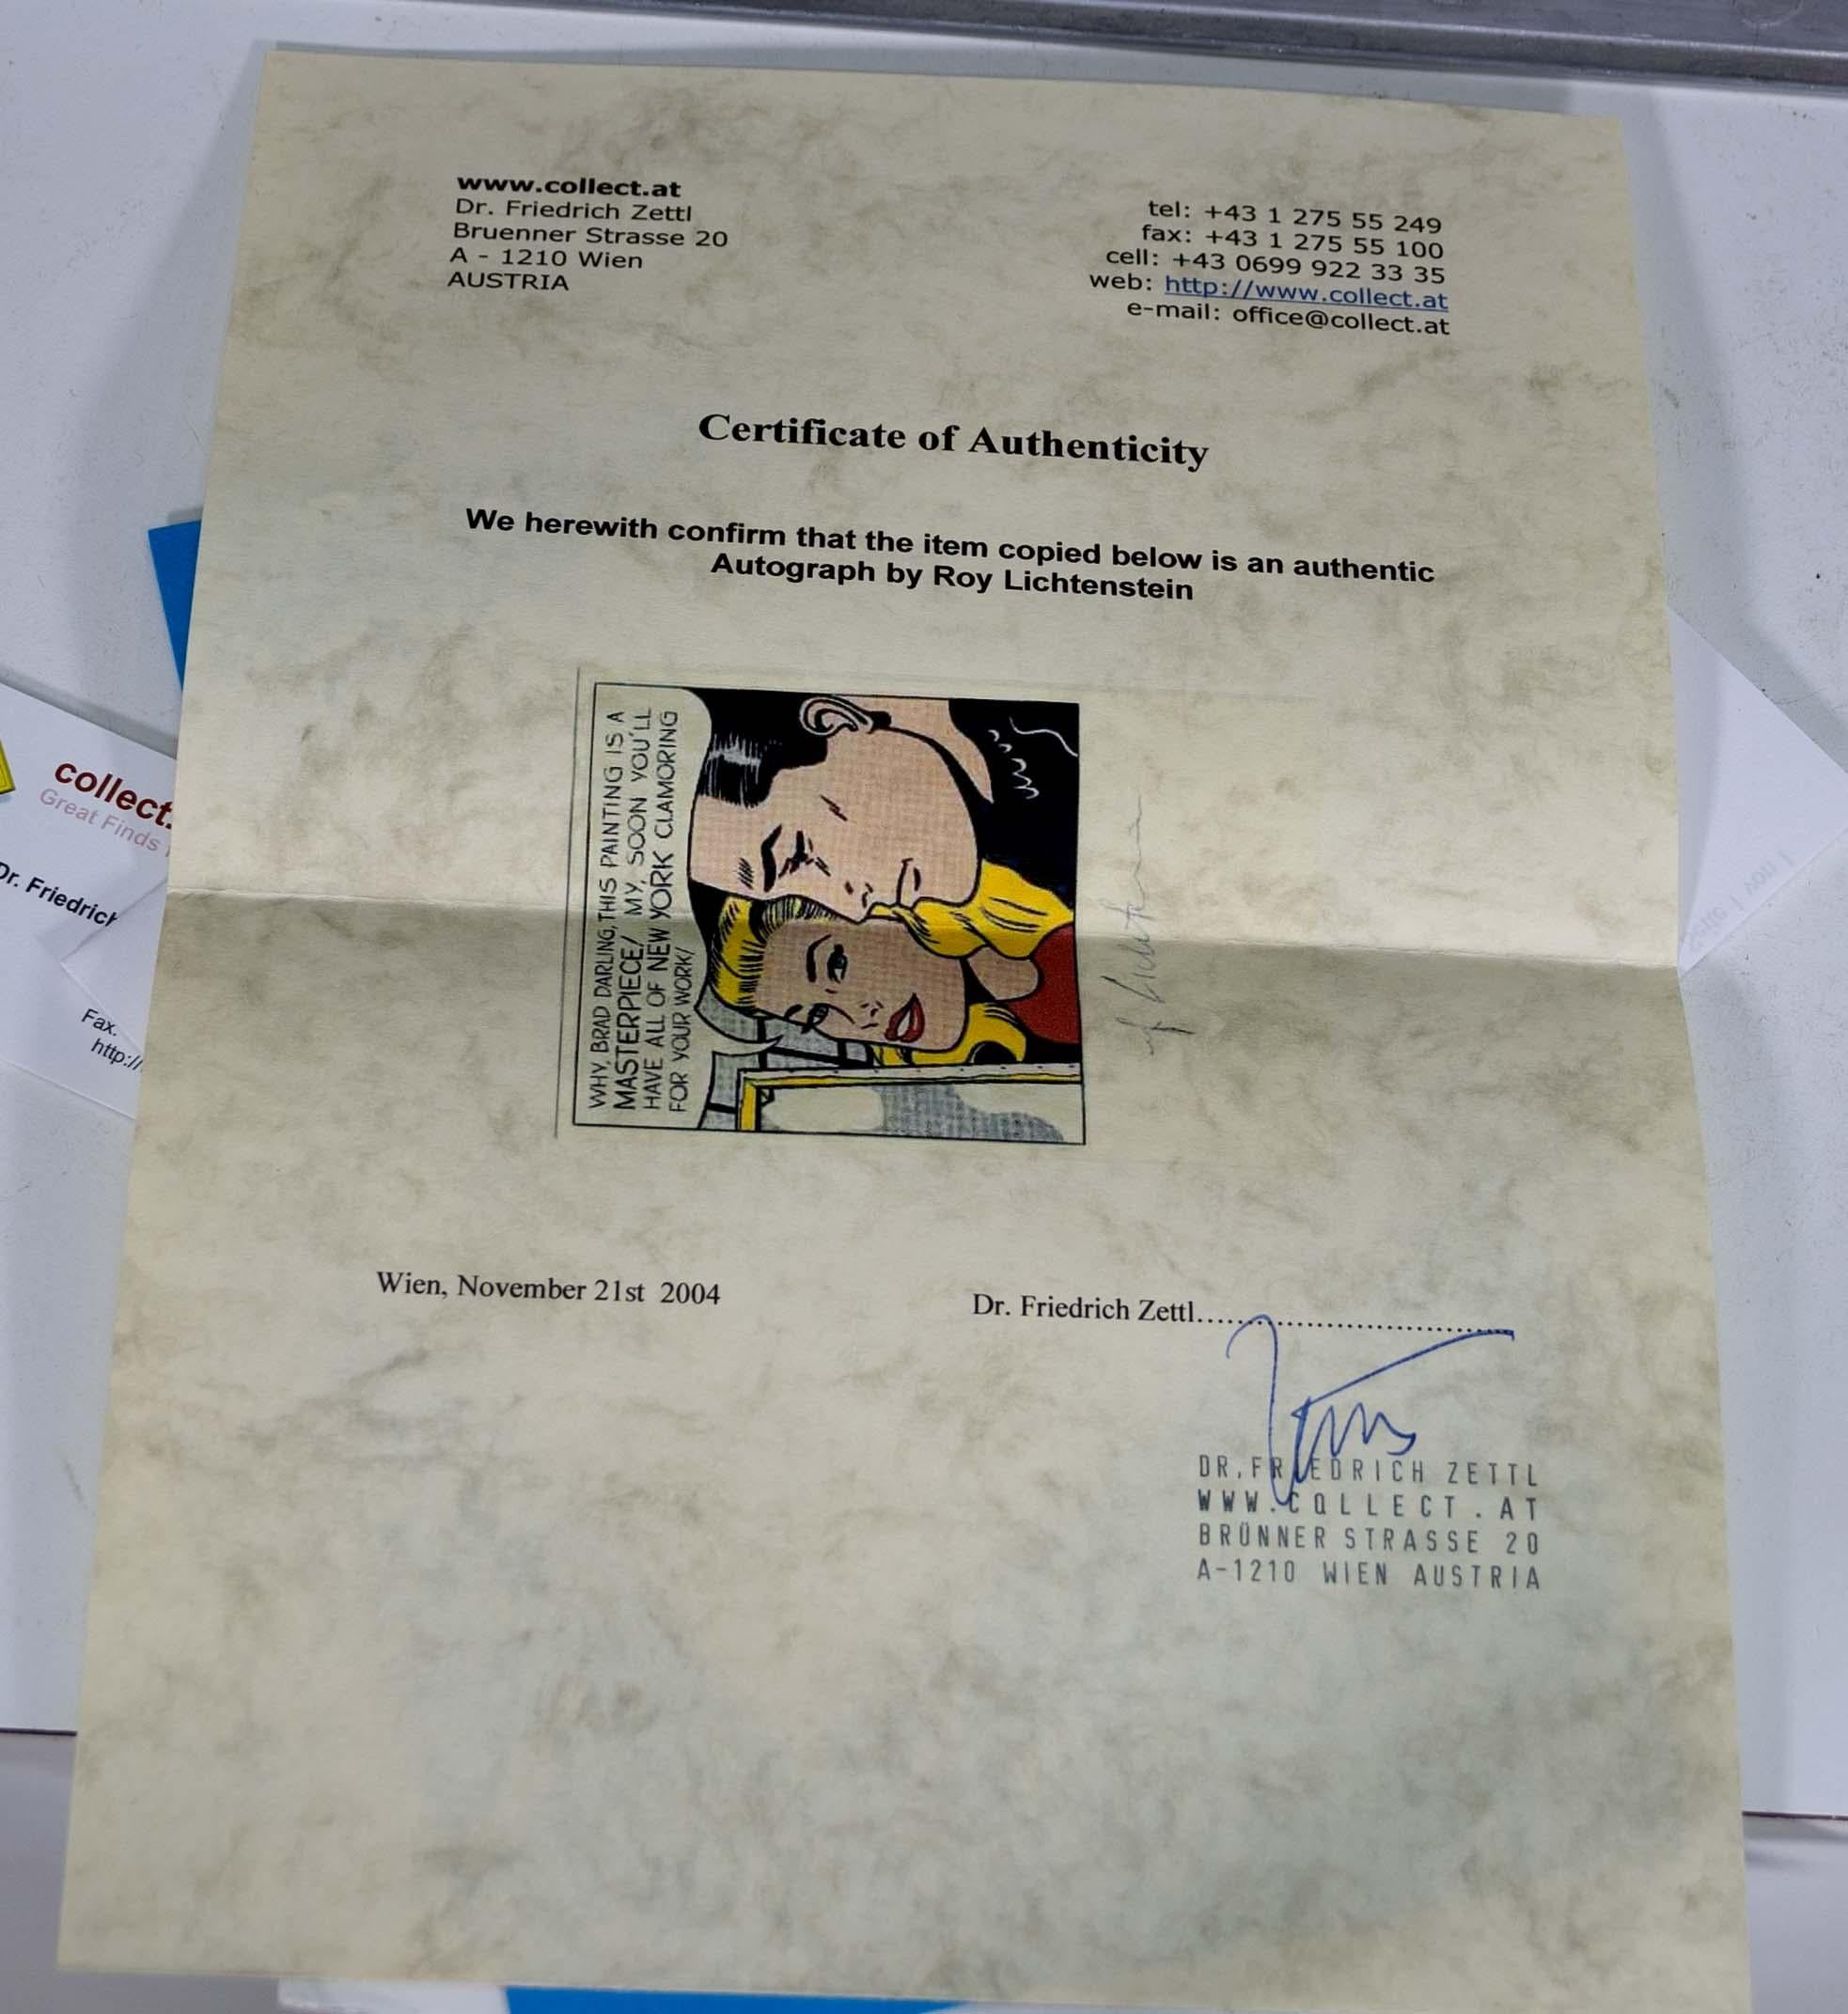 www.collect.at
Dr. Friedrich Zettl
Bruenner Strasse 20
A - 1210 Wien
AUSTRIA
tel: +43 1 275 55 249
fax: +43 1 275 55 100
cell: +43 0699 922 33 35
web: http://www.collect.at
e-mail: office@collect.at
Certificate of Authenticity
We herewith confirm that the item copied below is an authentic
Autograph by Roy Lichtenstein
WHY, BRAD DARLING, THIS PAINTING IS A
MASTERPIECE! MY, SOON YOU'LL
HAVE ALL OF NEW YORK CLAMORING
FOR YOUR WORK!
Wien, November 21st 2004
Dr. Friedrich Zettl..............................................
DR.FRIEDRICH ZETTL
WWW.COLLECT.AT
BRÜNNER STRASSE 20
A-1210 WIEN AUSTRIA
collect.
Great Finds
Dr. Friedrich
Fax.
http://